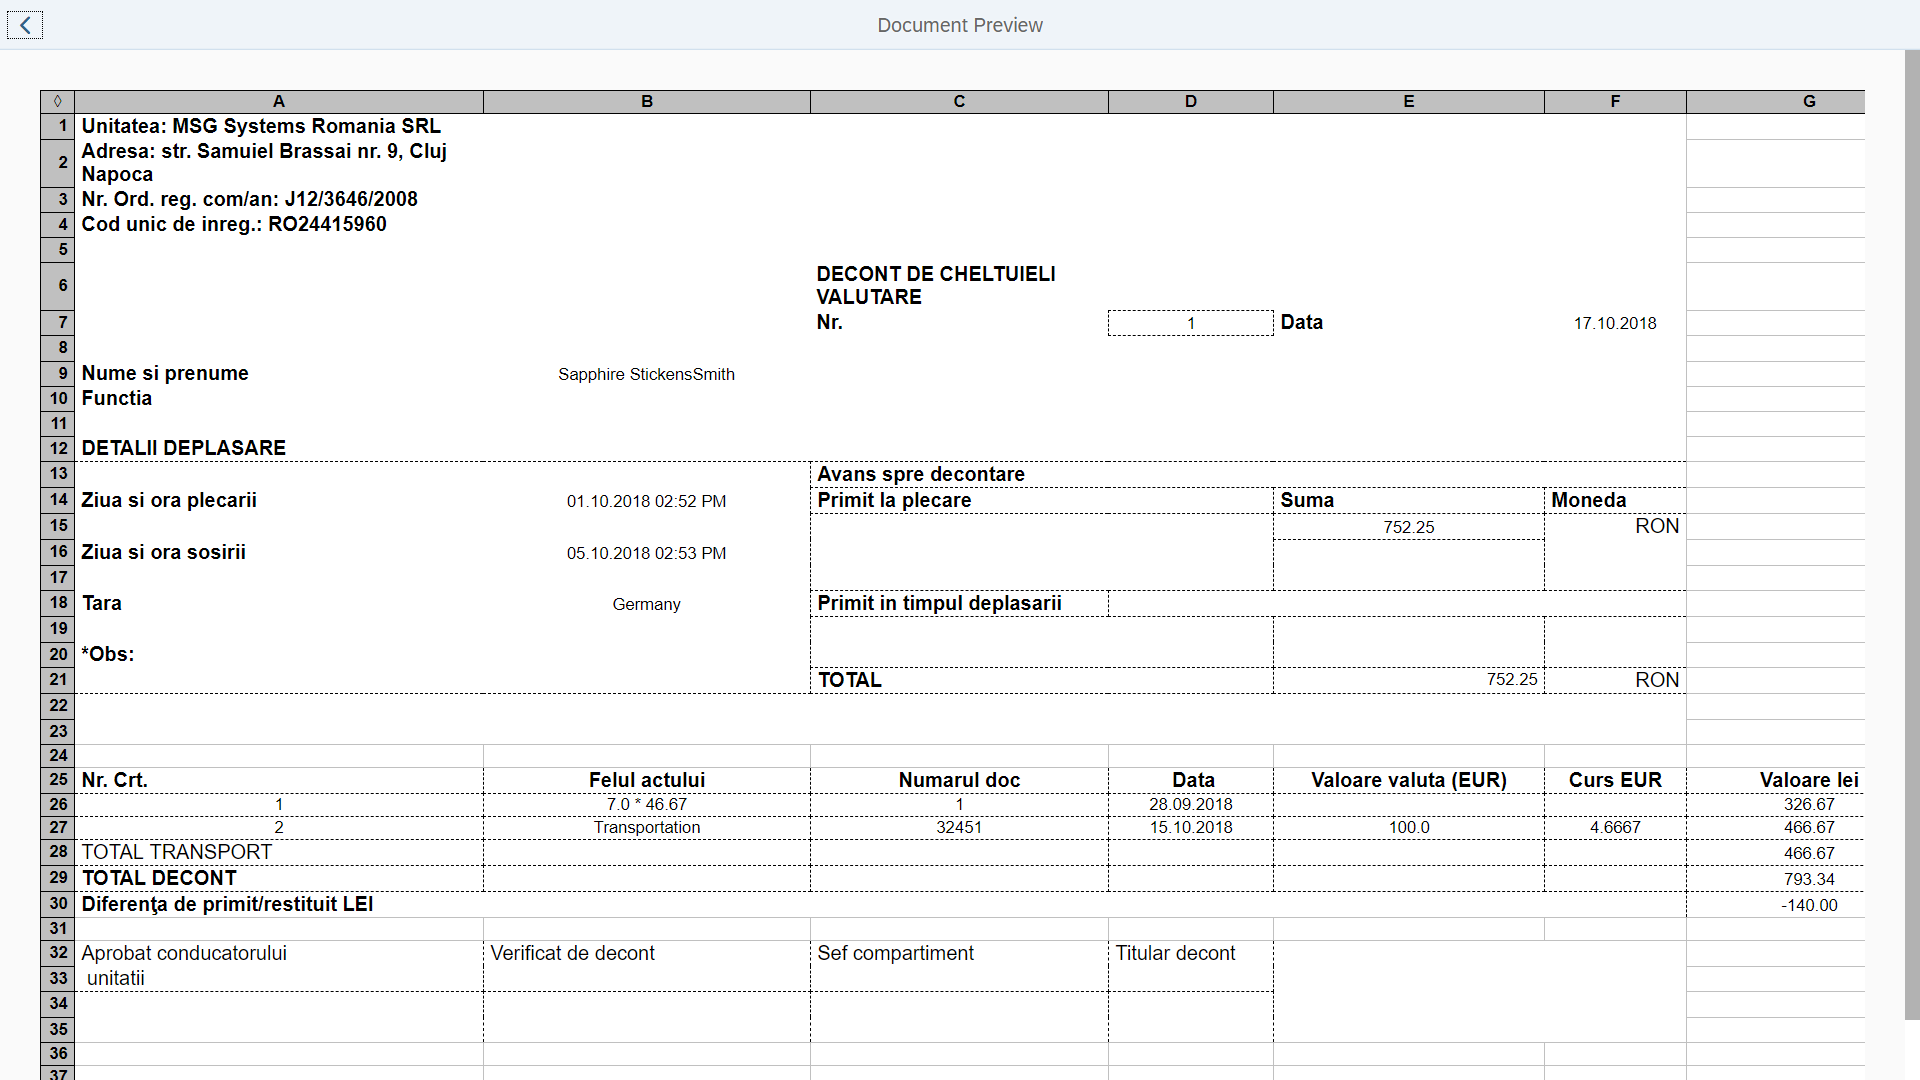 Document Preview
◊ A B C D E F G
1 Unitatea: MSG Systems Romania SRL
2 Adresa: str. Samuiel Brassai nr. 9, Cluj
Napoca
3 Nr. Ord. reg. com/an: J12/3646/2008
4 Cod unic de inreg.: RO24415960
5
6 DECONT DE CHELTUIELI
VALUTARE
7 Nr. 1 Data 17.10.2018
8
9 Nume si prenume Sapphire StickensSmith
10 Functia
11
12 DETALII DEPLASARE
13 Avans spre decontare
14 Ziua si ora plecarii 01.10.2018 02:52 PM Primit la plecare Suma Moneda
15 752.25 RON
16 Ziua si ora sosirii 05.10.2018 02:53 PM
17
18 Tara Germany Primit in timpul deplasarii
19
20 *Obs:
21 TOTAL 752.25 RON
22
23
24
25 Nr. Crt. Felul actului Numarul doc Data Valoare valuta (EUR) Curs EUR Valoare lei
26 1 7.0 * 46.67 1 28.09.2018 326.67
27 2 Transportation 32451 15.10.2018 100.0 4.6667 466.67
28 TOTAL TRANSPORT 466.67
29 TOTAL DECONT 793.34
30 Diferenţa de primit/restituit LEI -140.00
31
32 Aprobat conducatorului Verificat de decont Sef compartiment Titular decont
33 unitatii
34
35
36
37